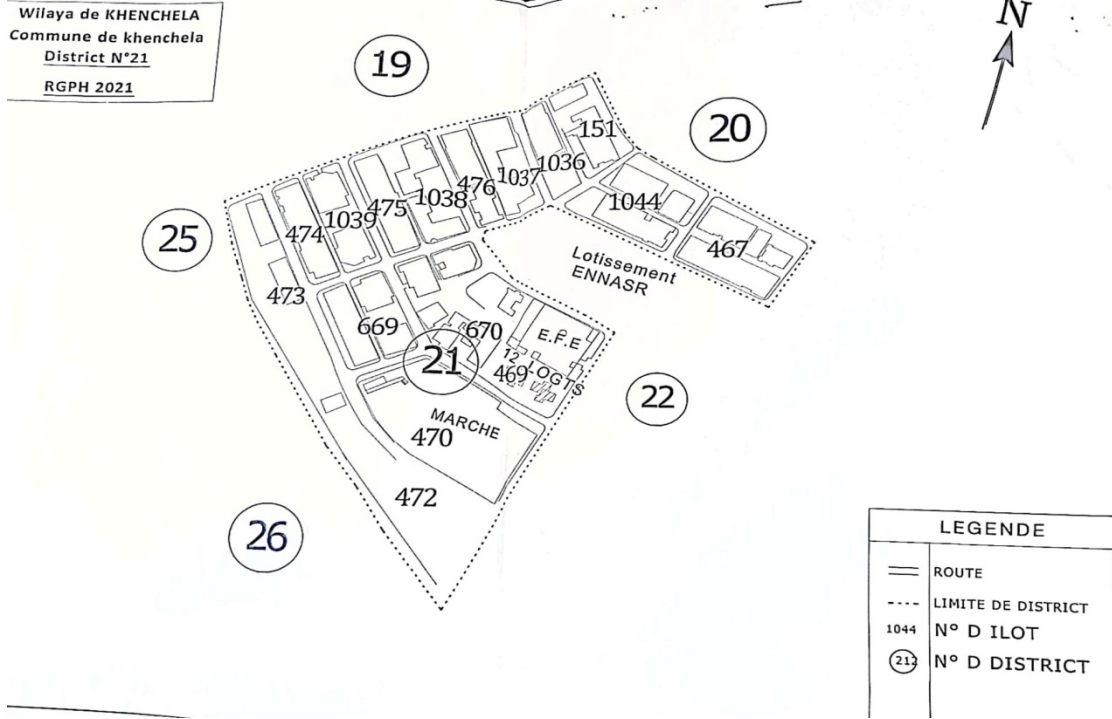 Wilaya de KHENCHELA
Commune de khenchela
District N°21
RGPH 2021
N
19
20
151
1036
1037
476
1038
475
1039
474
25
1044
467
Lotissement
ENNASR
473
669
670
E.F.E
21
12 LOGTS
469
22
MARCHE
470
472
26
LEGENDE
ROUTE
LIMITE DE DISTRICT
1044 N° D ILOT
212 N° D DISTRICT